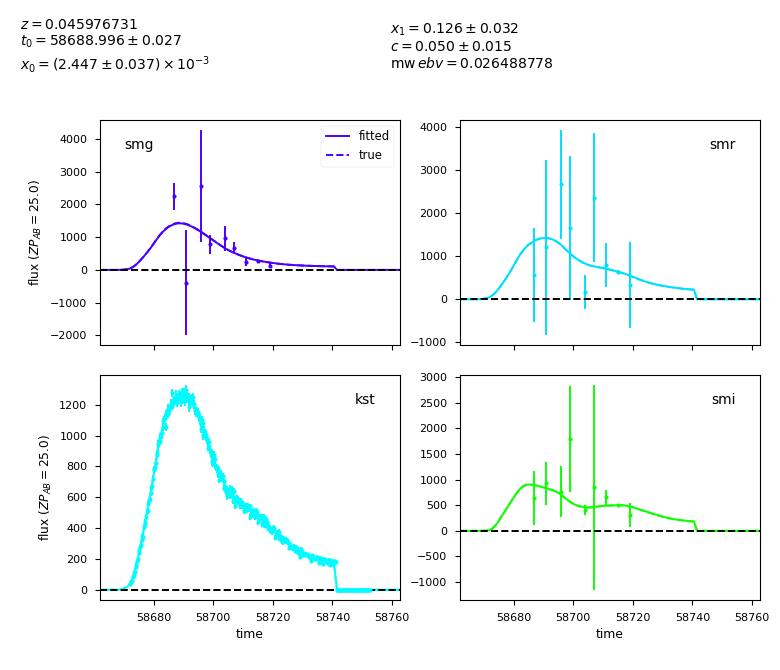 z = 0.045976731
t₀ = 58688.996 ± 0.027
x₀ = (2.447 ± 0.037) × 10⁻³
x₁ = 0.126 ± 0.032
c = 0.050 ± 0.015
mw ebv = 0.026488778
smg
fitted
true
4000
3000
2000
1000
0
−1000
−2000
flux (ZP_AB = 25.0)
smr
4000
3000
2000
1000
0
−1000
kst
1200
1000
800
600
400
200
0
flux (ZP_AB = 25.0)
58680 58700 58720 58740 58760
time
smi
3000
2500
2000
1500
1000
500
0
−500
−1000
58680 58700 58720 58740 58760
time